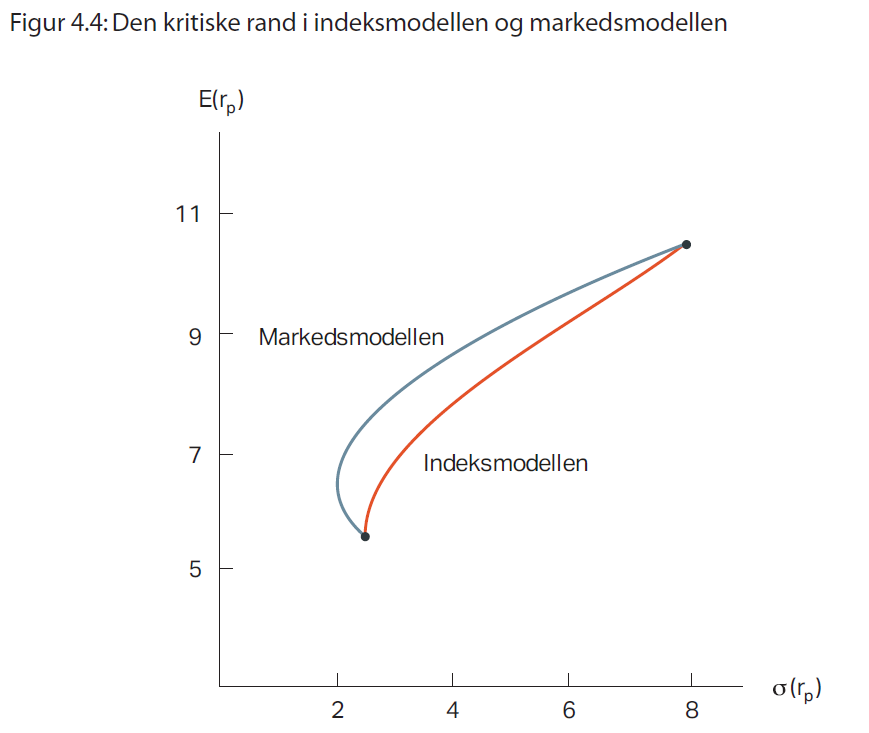 Figur 4.4: Den kritiske rand i indeksmodellen og markedsmodellen
E(rₚ)
11
9
Markedsmodellen
7
Indeksmodellen
5
σ(rₚ)
2 4 6 8